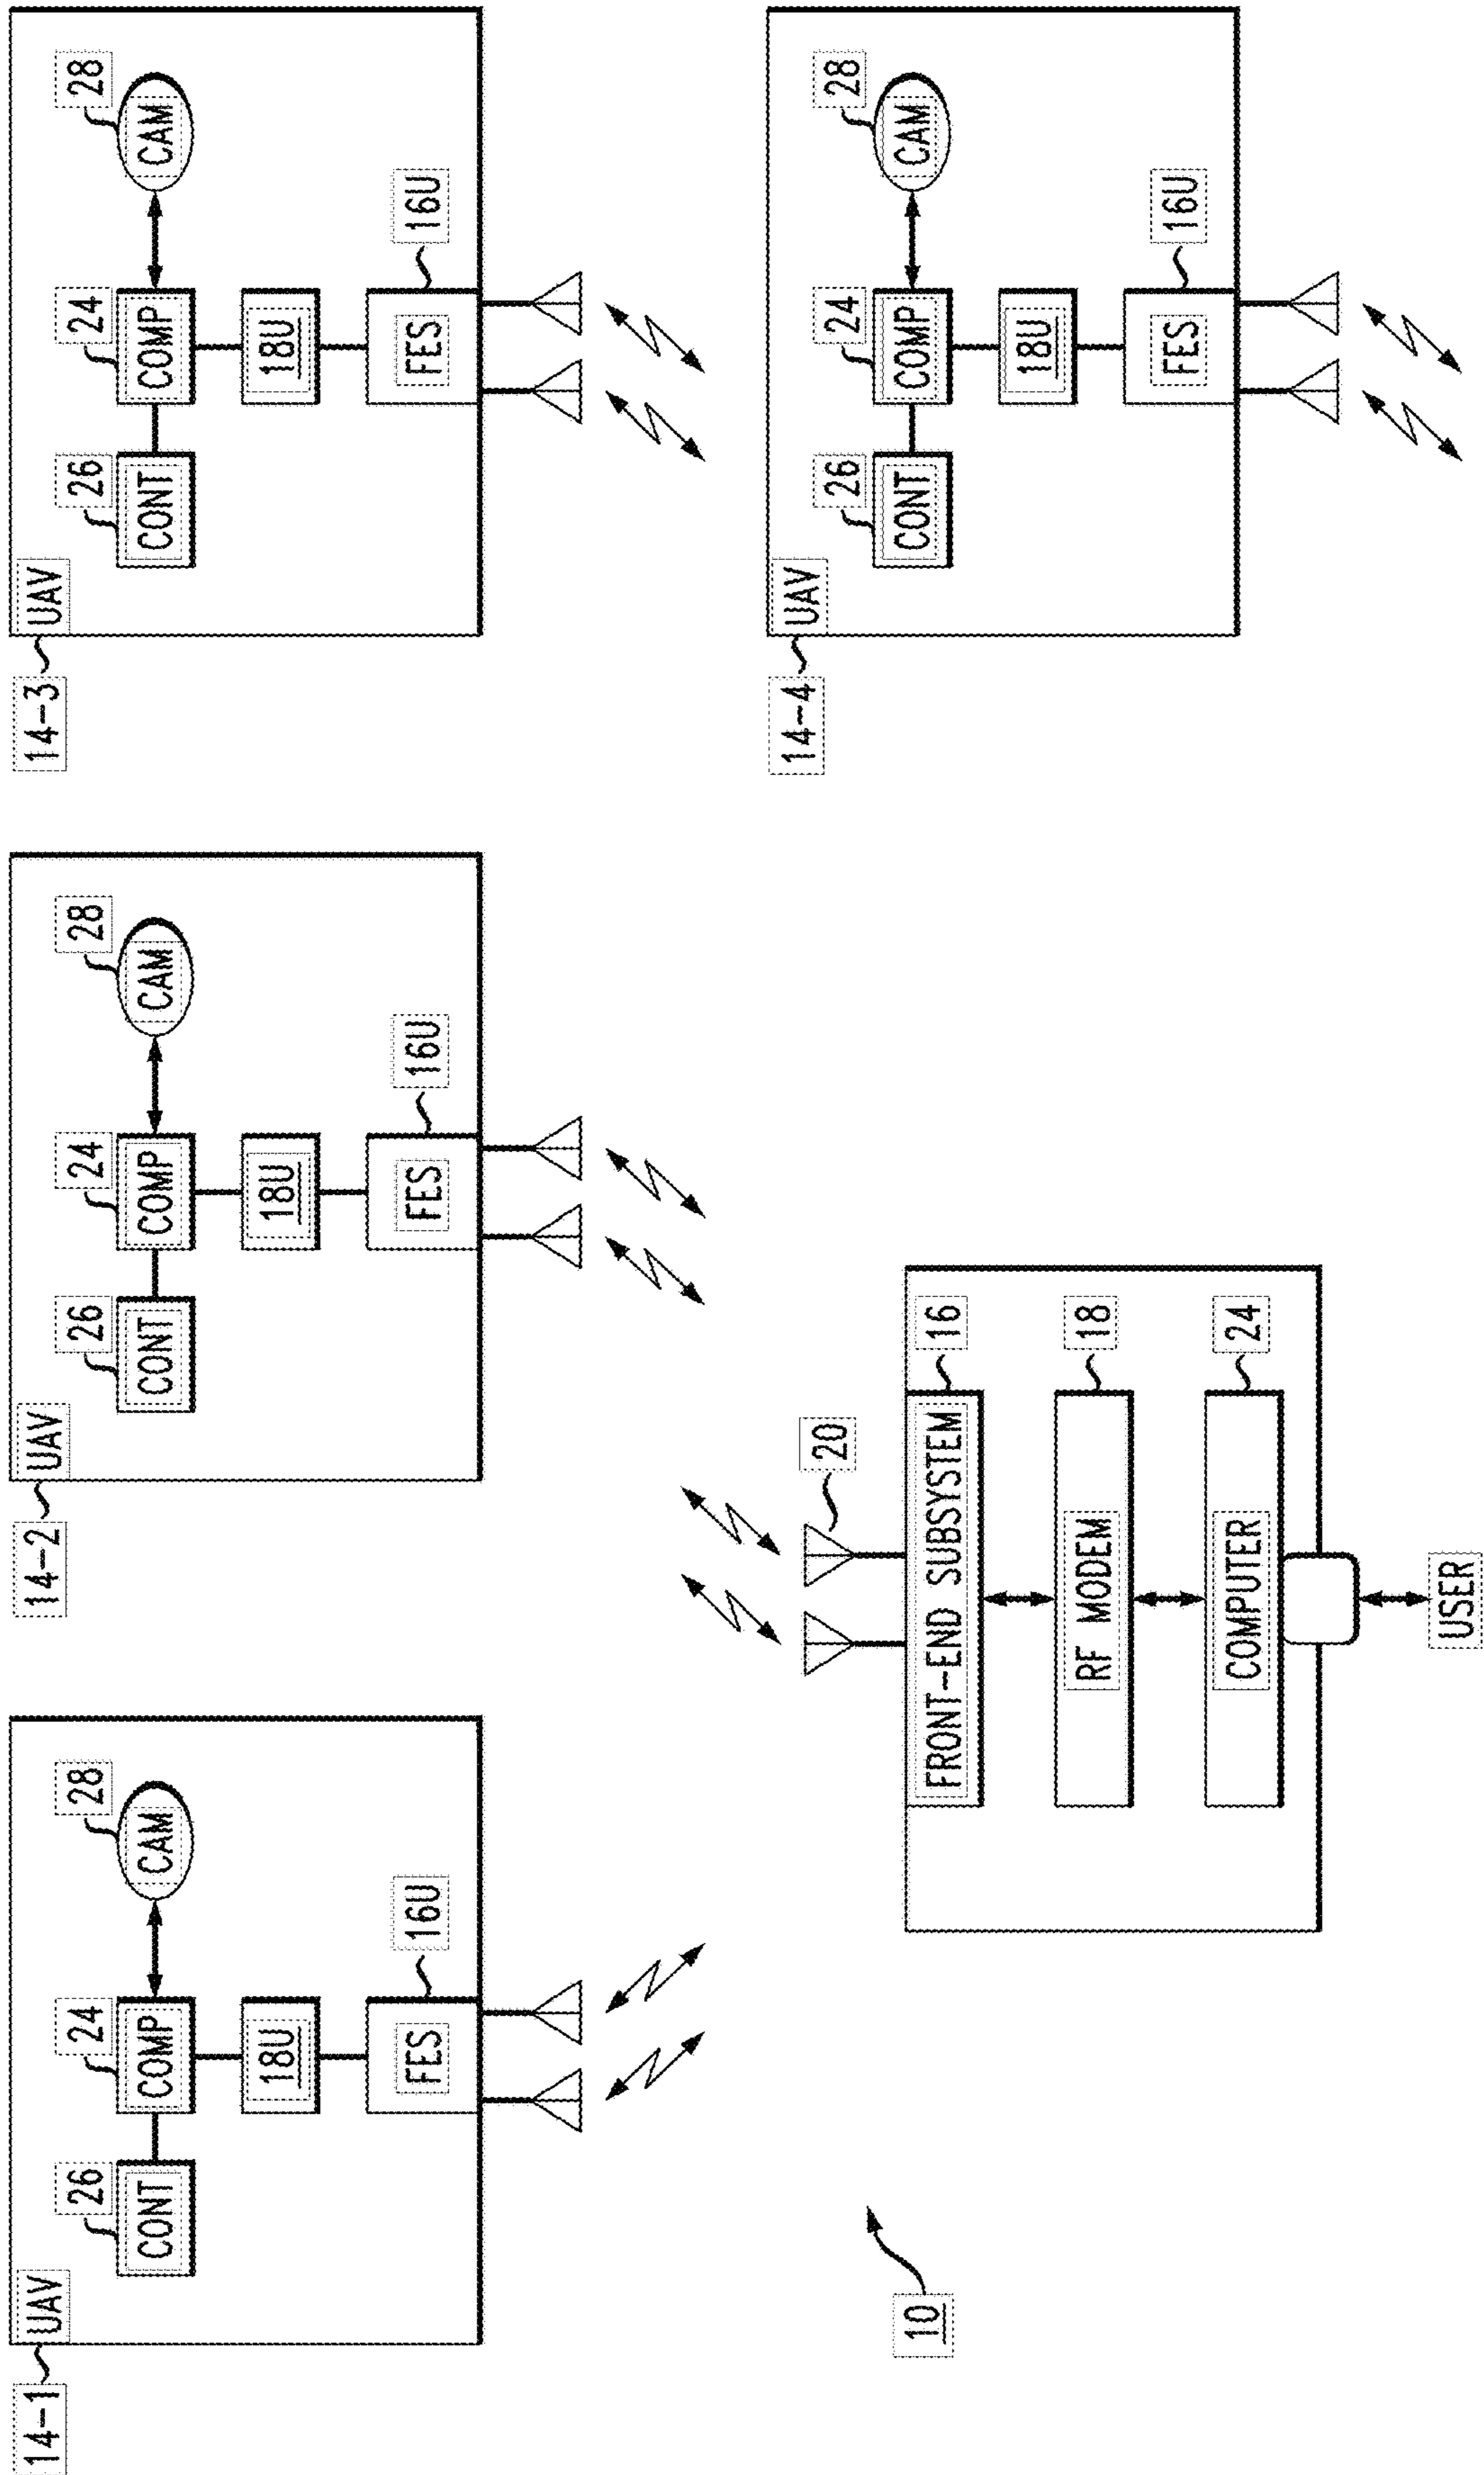 14-1
UAV
26
CONT
24
COMP
28
CAM
18U
FES
16U
14-2
UAV
26
CONT
24
COMP
28
CAM
18U
FES
16U
14-3
UAV
26
CONT
24
COMP
28
CAM
18U
FES
16U
14-4
UAV
26
CONT
24
COMP
28
CAM
18U
FES
16U
10
20
FRONT-END SUBSYSTEM
16
RF MODEM
18
COMPUTER
24
USER